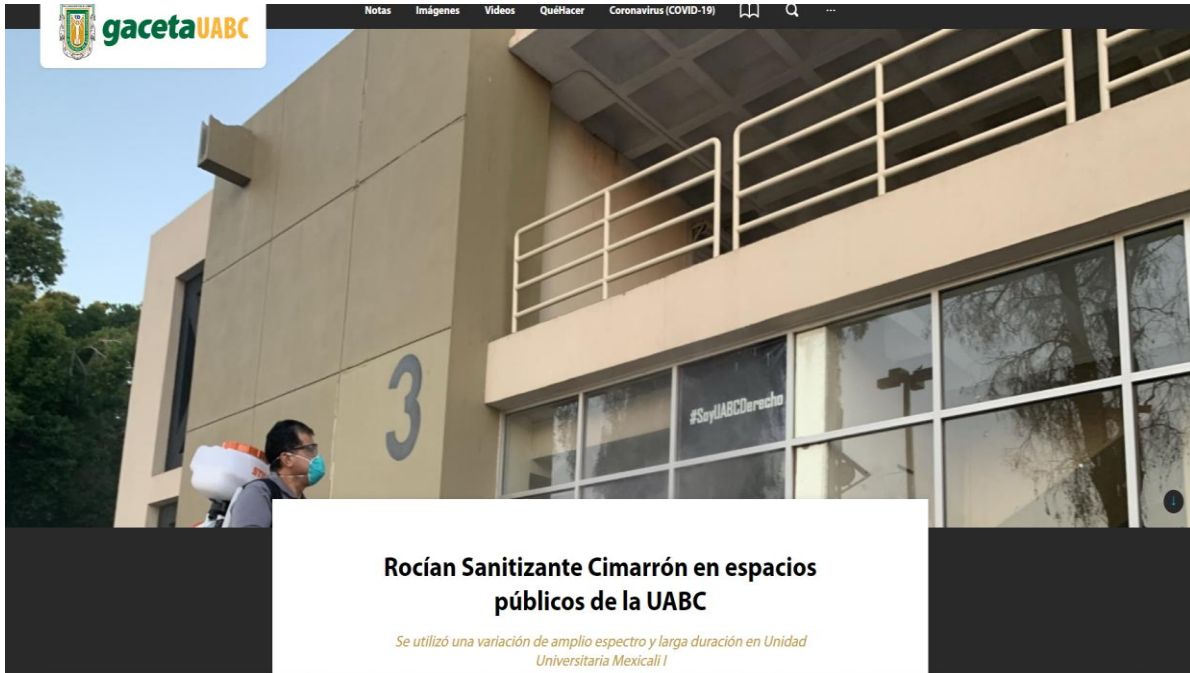 Notas Imágenes Videos QuéHacer Coronavirus (COVID-19) ...
gacetaUABC
3
#SoyUABCDerecho
Rocían Sanitizante Cimarrón en espacios
públicos de la UABC
Se utilizó una variación de amplio espectro y larga duración en Unidad
Universitaria Mexicali I